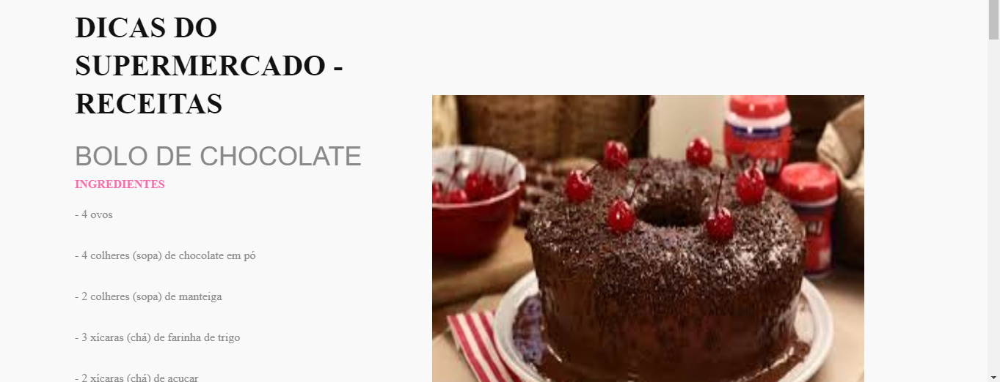 DICAS DO
SUPERMERCADO -
RECEITAS
BOLO DE CHOCOLATE
INGREDIENTES
- 4 ovos
- 4 colheres (sopa) de chocolate em pó
- 2 colheres (sopa) de manteiga
- 3 xícaras (chá) de farinha de trigo
- 2 xícaras (chá) de açucar